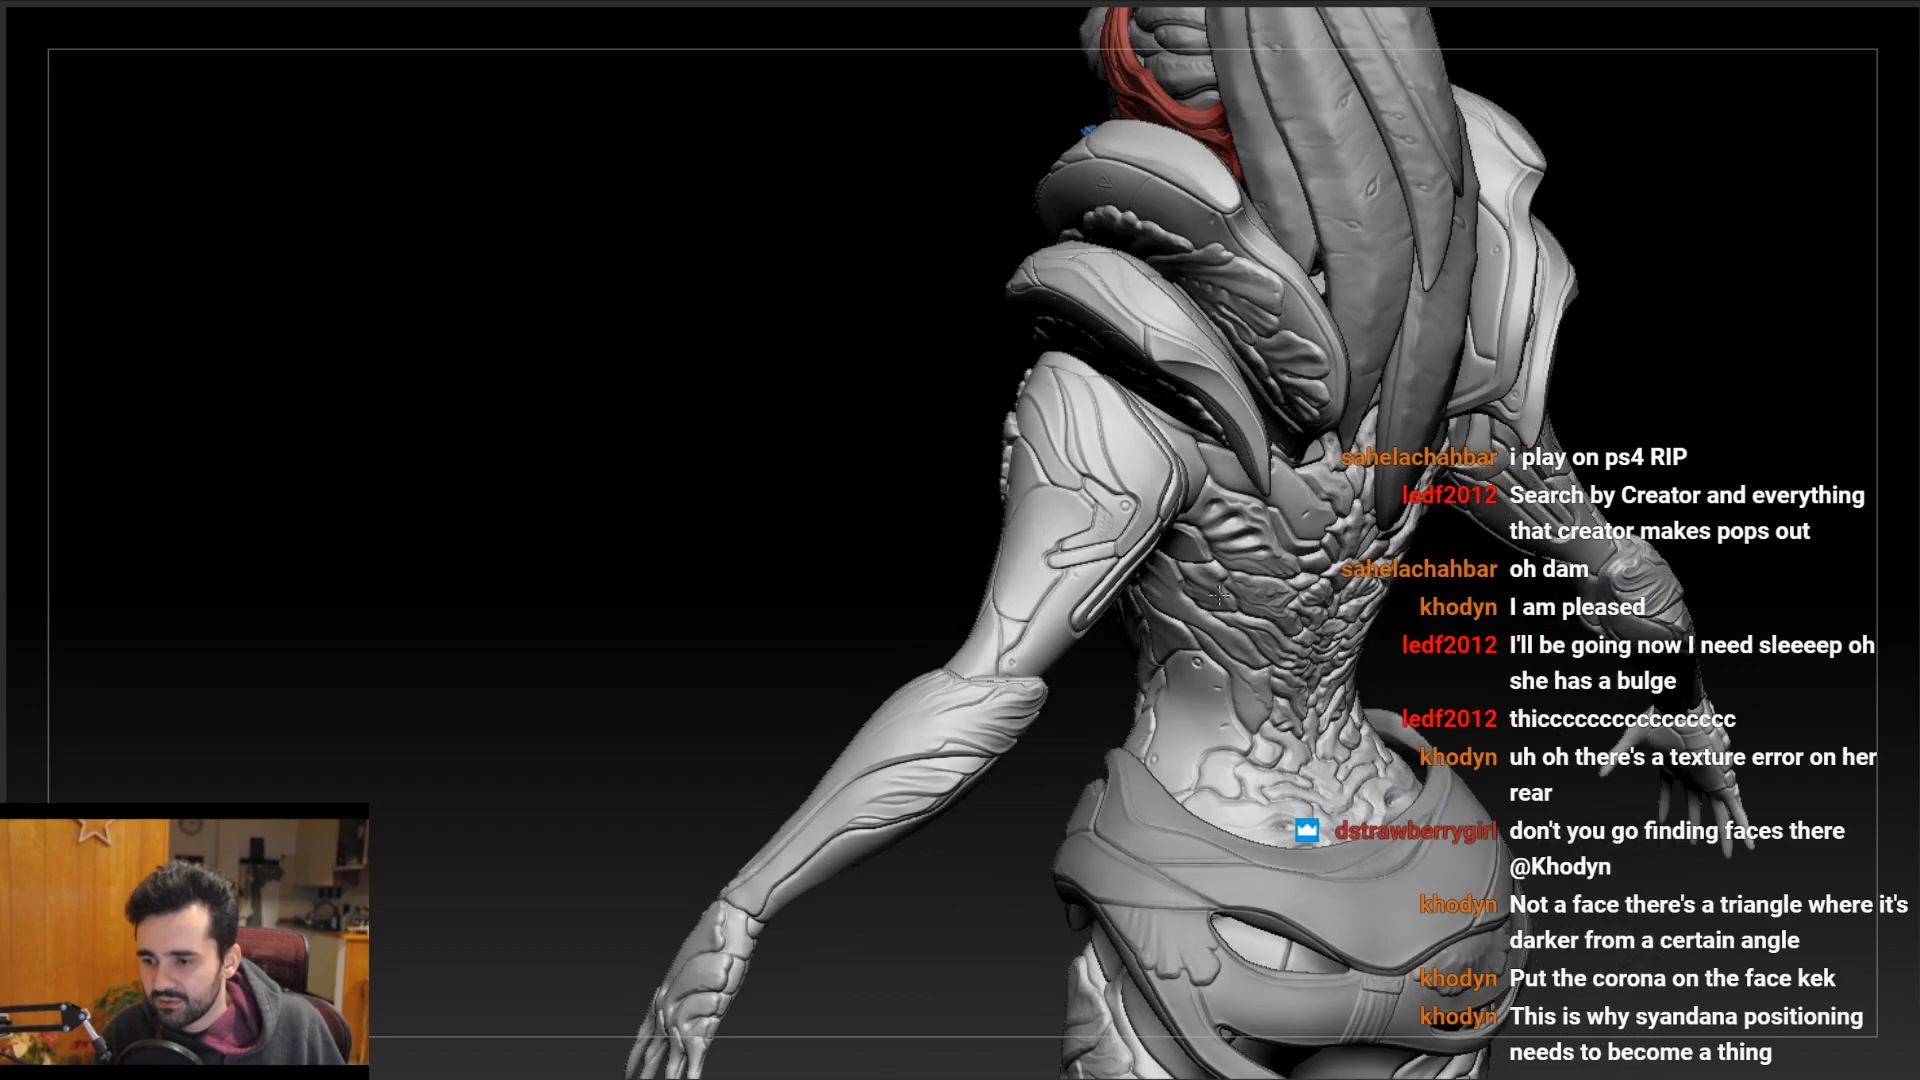 sahelachahbar i play on ps4 RIP
ledf2012 Search by Creator and everything
that creator makes pops out
sahelachahbar oh dam
khodyn I am pleased
ledf2012 I'll be going now I need sleeeep oh
she has a bulge
ledf2012 thicccccccccccccccc
khodyn uh oh there's a texture error on her
rear
dstrawberrygirl don't you go finding faces there
@Khodyn
khodyn Not a face there's a triangle where it's
darker from a certain angle
khodyn Put the corona on the face kek
khodyn This is why syandana positioning
needs to become a thing